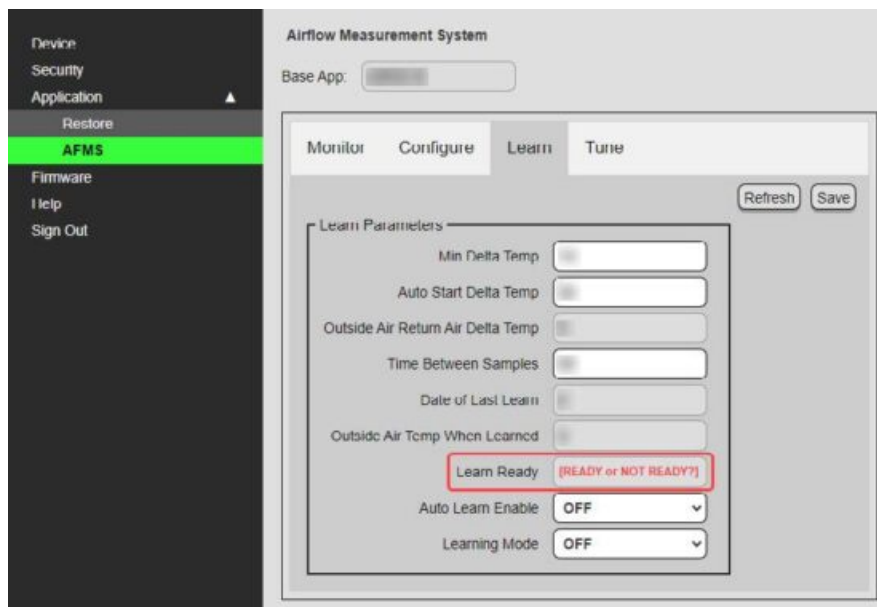 Device
Security
Application ▲
Restore
AFMS
Firmware
Help
Sign Out
Airflow Measurement System
Base App:
Monitor Configure Learn Tune
Refresh Save
Learn Parameters
Min Delta Temp
Auto Start Delta Temp
Outside Air Return Air Delta Temp
Time Between Samples
Date of Last Learn
Outside Air Temp When Learned
Learn Ready [READY or NOT READY?]
Auto Learn Enable OFF
Learning Mode OFF